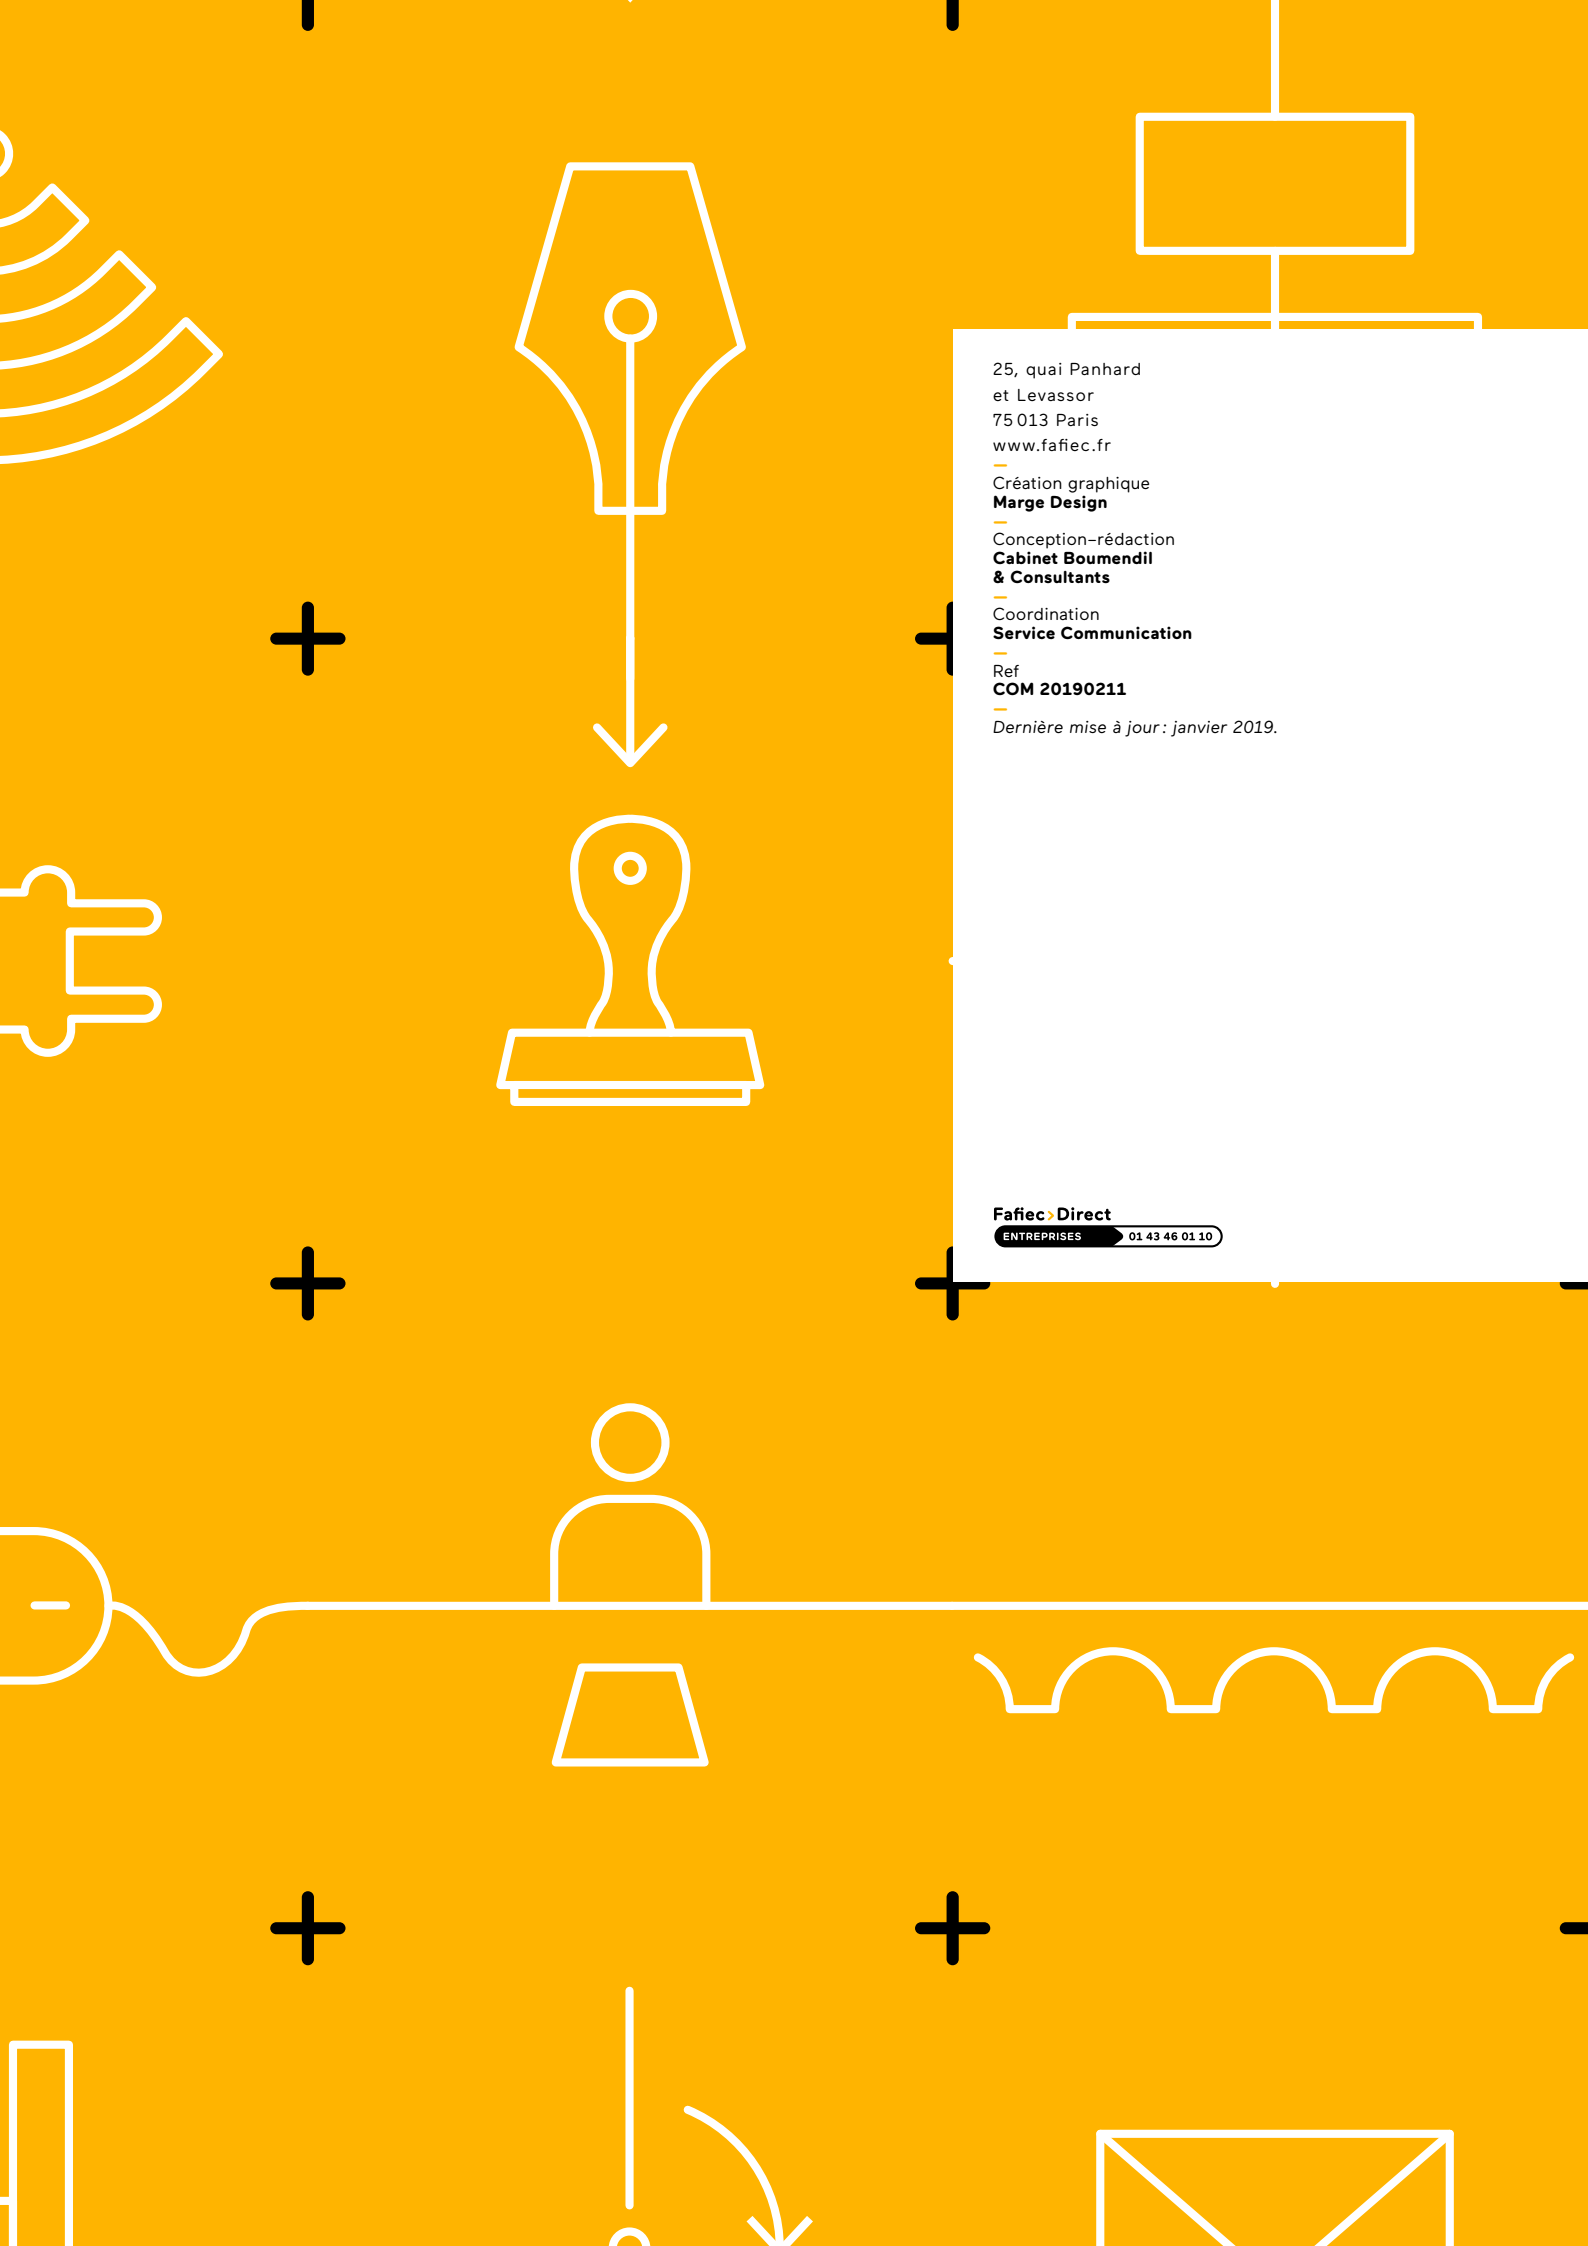 25, quai Panhard
et Levassor
75 013 Paris
www.fafiec.fr
—
Création graphique
Marge Design
—
Conception–rédaction
Cabinet Boumendil
& Consultants
—
Coordination
Service Communication
—
Ref
COM 20190211
—
Dernière mise à jour : janvier 2019.
Fafiec>Direct
ENTREPRISES 01 43 46 01 10